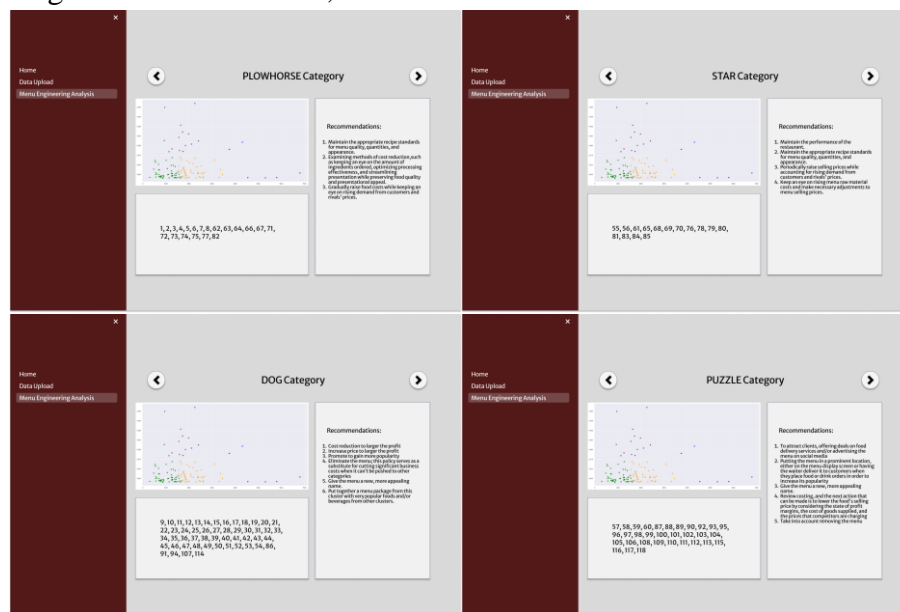 ×
Home
Data Upload
Menu Engineering Analysis
PLOWHORSE Category
Recommendations:
1. Maintain the appropriate recipe standards
for menu quality, quantities, and
appearance.
2. Examining methods of cost reduction, such
as keeping an eye on the amount of
ingredients ordered, optimizing processing
effectiveness, and streamlining
presentation while preserving food quality
and presentational appeal.
3. Gradually raise food costs while keeping an
eye on rising demand from customers and
rivals' prices.
1, 2, 3, 4, 5, 6, 7, 8, 62, 63, 64, 66, 67, 71,
72, 73, 74, 75, 77, 82
×
Home
Data Upload
Menu Engineering Analysis
STAR Category
Recommendations:
1. Maintain the performance of the
restaurant.
2. Maintain the appropriate recipe standards
for menu quality, quantities, and
appearance.
3. Periodically raise selling prices while
accounting for rising demand from
customers and rivals' prices.
4. Keep an eye on rising menu raw material
costs and make necessary adjustments to
menu selling prices.
55, 56, 61, 65, 68, 69, 70, 76, 78, 79, 80,
81, 83, 84, 85
×
Home
Data Upload
Menu Engineering Analysis
DOG Category
Recommendations:
1. Cost reduction to larger the profit
2. Increase price to larger the profit
3. Promote to gain more popularity
4. Eliminate the menu; this policy serves as a
substitute for cutting significant business
costs when it can't be pushed to other
categories
5. Give the menu a new, more appealing
name.
6. Put together a menu package from this
cluster with very popular foods and/or
beverages from other clusters.
9, 10, 11, 12, 13, 14, 15, 16, 17, 18, 19, 20, 21,
22, 23, 24, 25, 26, 27, 28, 29, 30, 31, 32, 33,
34, 35, 36, 37, 38, 39, 40, 41, 42, 43, 44,
45, 46, 47, 48, 49, 50, 51, 52, 53, 54, 86,
91, 94, 107, 114
×
Home
Data Upload
Menu Engineering Analysis
PUZZLE Category
Recommendations:
1. To attract clients, offering deals on food
delivery services and/or advertising the
menu on social media
2. Putting the menu in a prominent location,
either on the menu display screen or having
the waiter deliver it to customers when
they place food or drink orders in order to
increase its popularity
3. Give the menu a new, more appealing
name.
4. Review costing, and the next action that
can be made is to lower the food's selling
price by considering the state of profit
margins, the cost of goods supplied, and
the prices that competitors are charging
5. Take into account removing the menu
57, 58, 59, 60, 87, 88, 89, 90, 92, 93, 95,
96, 97, 98, 99, 100, 101, 102, 103, 104,
105, 106, 108, 109, 110, 111, 112, 113, 115,
116, 117, 118